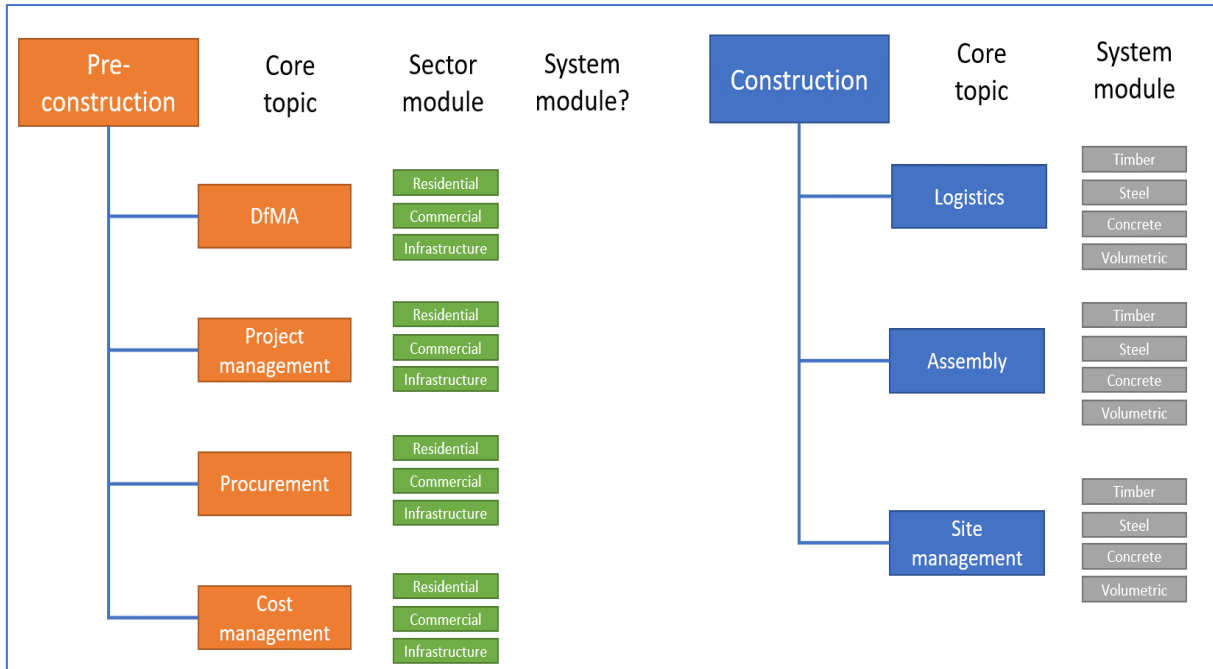 Pre-
construction
Core
topic
Sector
module
System
module?
DfMA
Residential
Commercial
Infrastructure
Project
management
Residential
Commercial
Infrastructure
Procurement
Residential
Commercial
Infrastructure
Cost
management
Residential
Commercial
Infrastructure
Construction
Core
topic
System
module
Logistics
Timber
Steel
Concrete
Volumetric
Assembly
Timber
Steel
Concrete
Volumetric
Site
management
Timber
Steel
Concrete
Volumetric